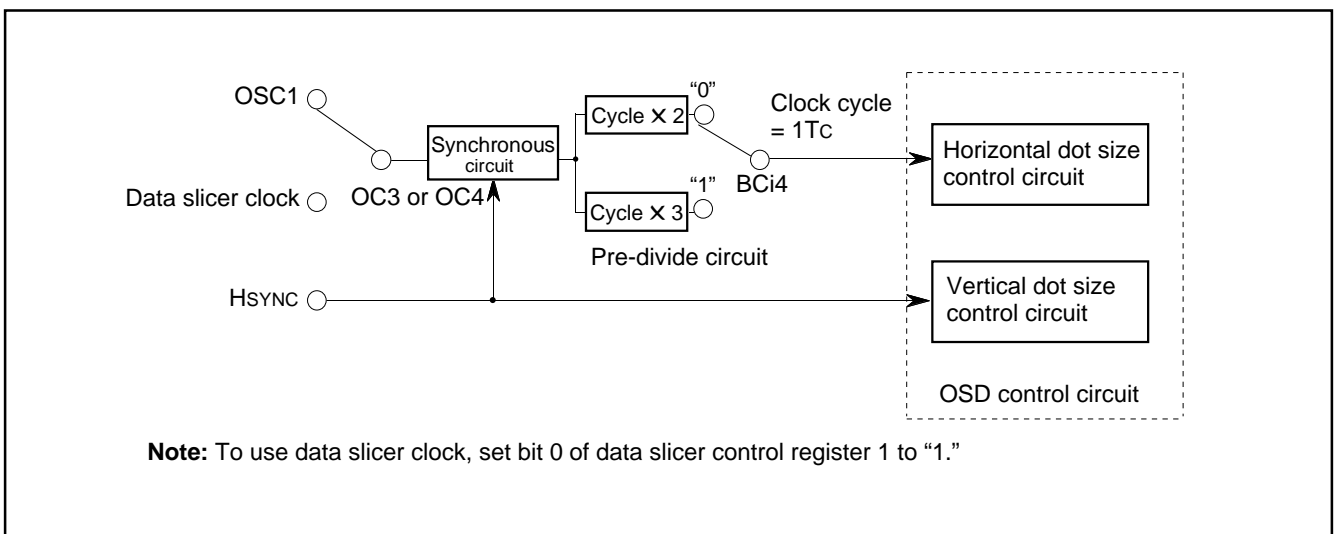 OSC1
Data slicer clock
HSYNC
OC3 or OC4
Synchronous
circuit
Cycle × 2
Cycle × 3
"0"
"1"
Pre-divide circuit
BCi4
Clock cycle
= 1TC
Horizontal dot size
control circuit
Vertical dot size
control circuit
OSD control circuit
Note: To use data slicer clock, set bit 0 of data slicer control register 1 to “1.”